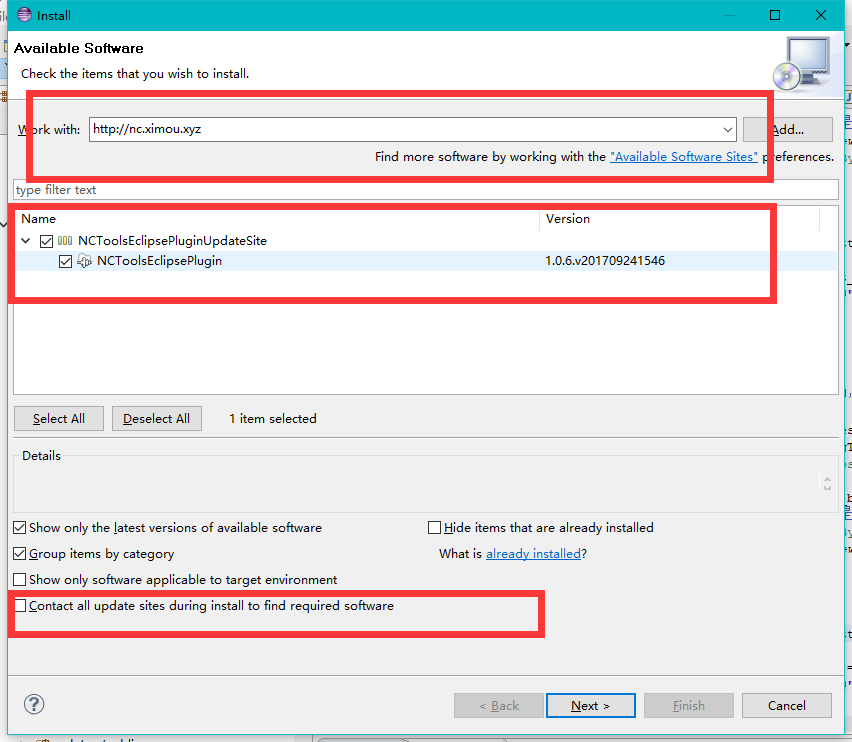 Install
Available Software
Check the items that you wish to install.
Work with: http://nc.ximou.xyz Add...
Find more software by working with the "Available Software Sites" preferences.
type filter text
Name Version
NCToolsEclipsePluginUpdateSite
NCToolsEclipsePlugin 1.0.6.v201709241546
Select All Deselect All 1 item selected
Details
Show only the latest versions of available software Hide items that are already installed
Group items by category What is already installed?
Show only software applicable to target environment
Contact all update sites during install to find required software
< Back Next > Finish Cancel